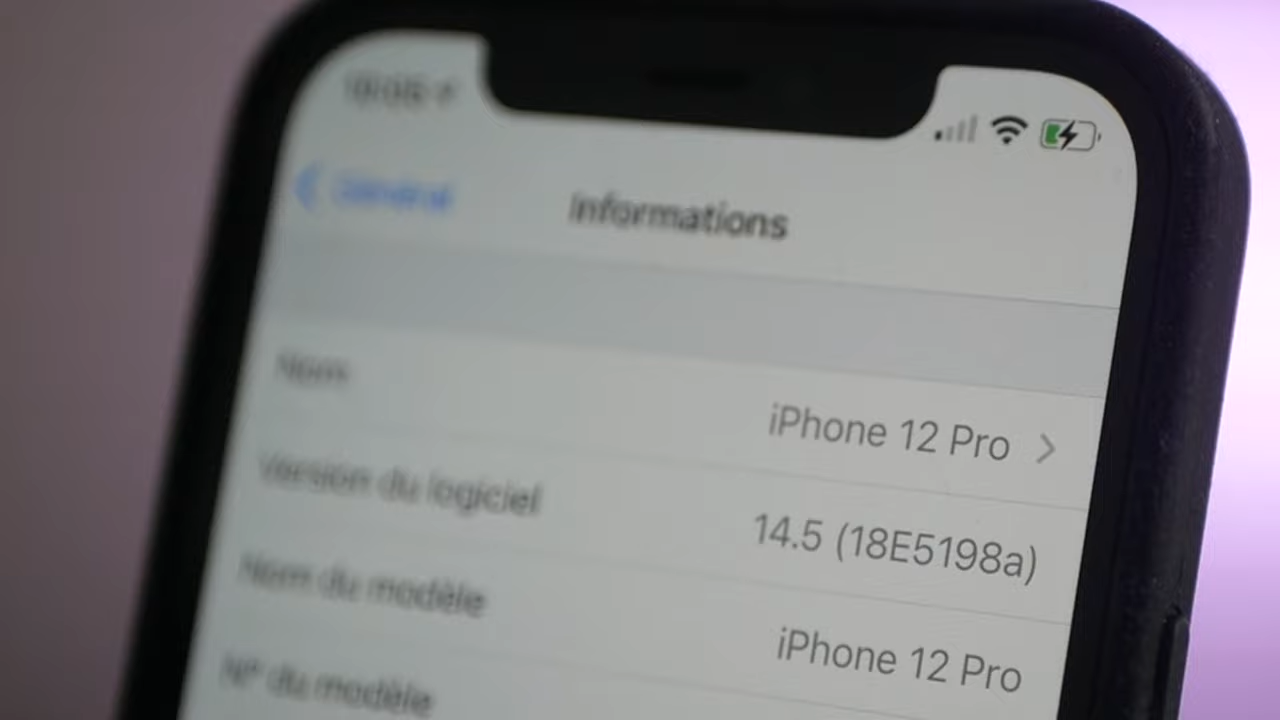 Général
Informations
Nom
iPhone 12 Pro
Version du logiciel
14.5 (18E5198a)
Nom du modèle
iPhone 12 Pro
N° du modèle